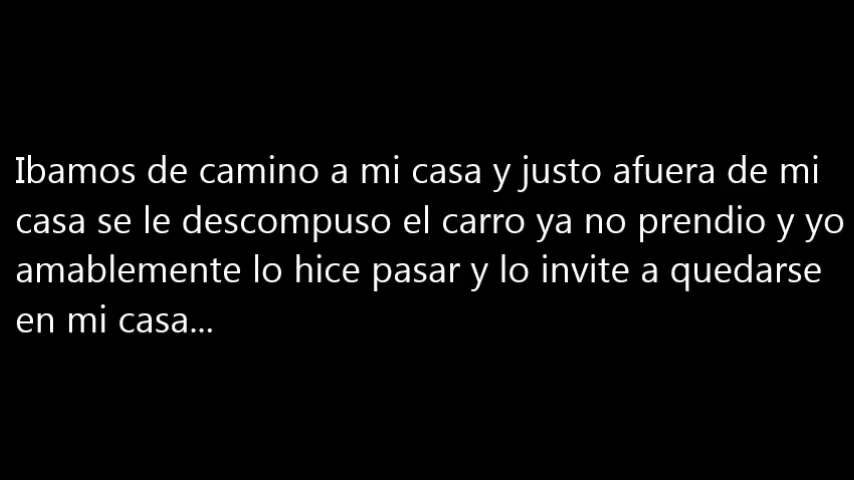 Ibamos de camino a mi casa y justo afuera de mi
casa se le descompuso el carro ya no prendio y yo
amablemente lo hice pasar y lo invite a quedarse
en mi casa...